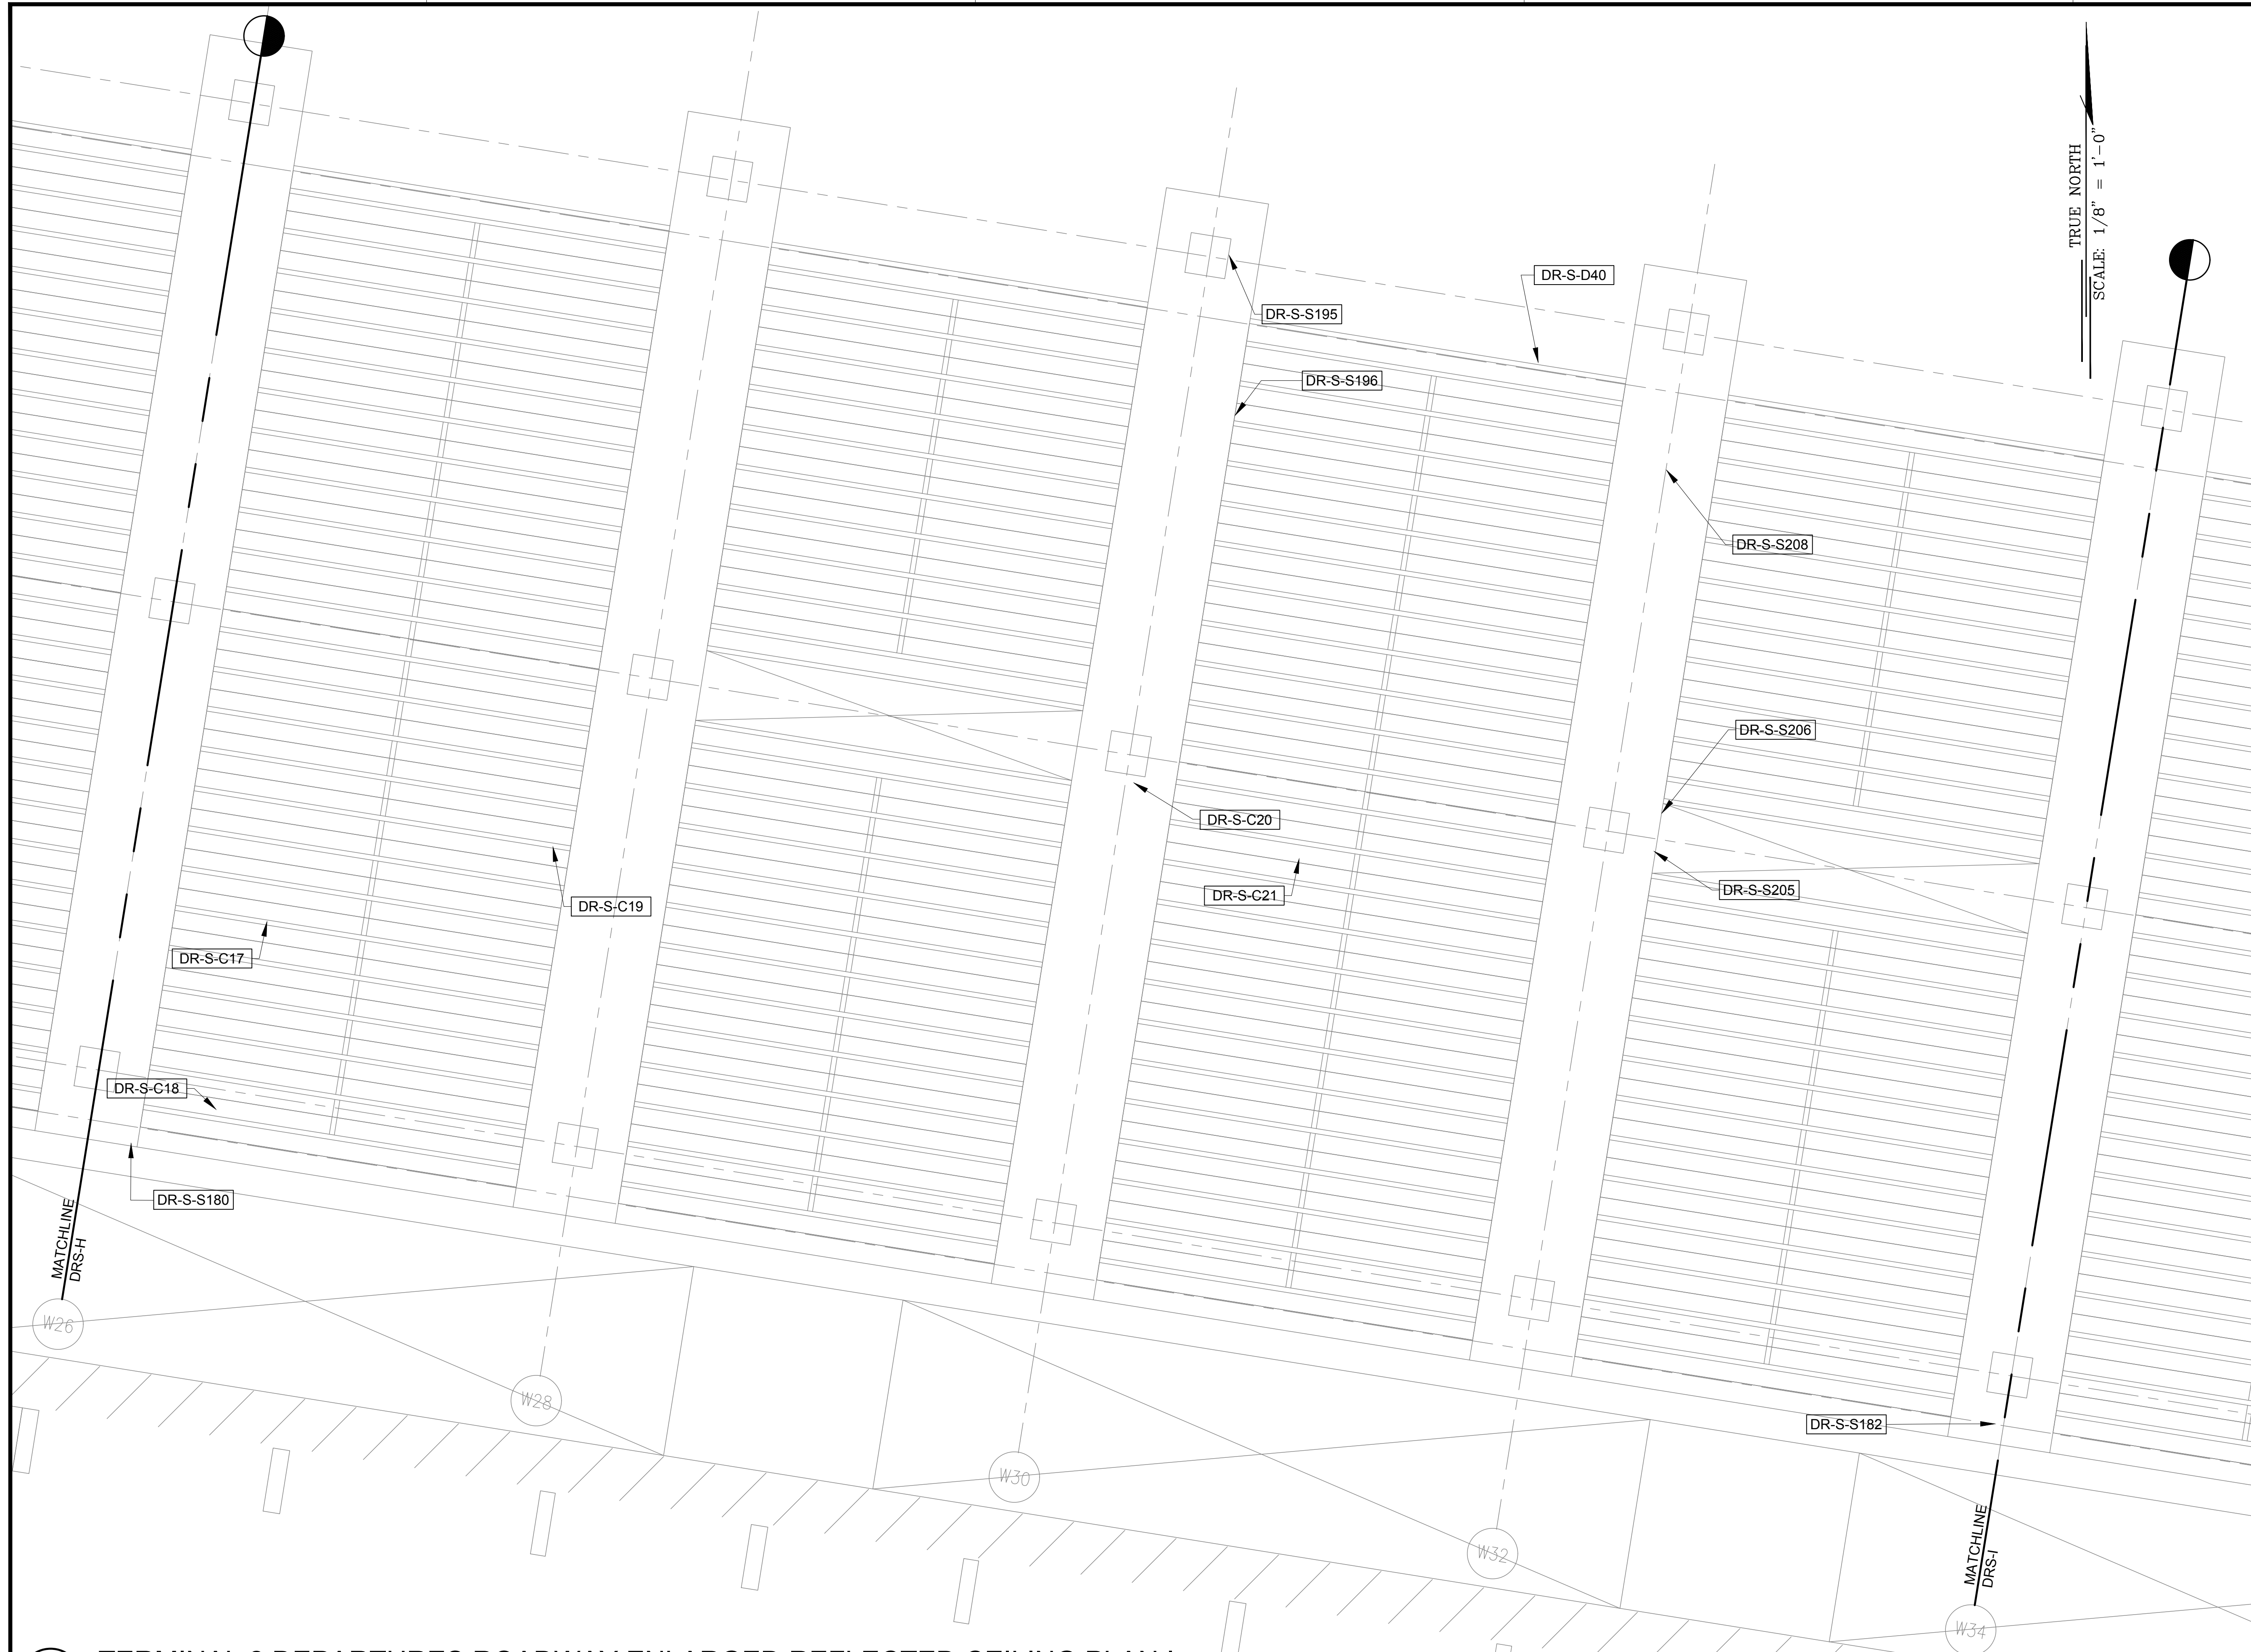 TRUE NORTH
SCALE: 1/8" = 1'-0"
DR-S-D40
DR-S-S195
DR-S-S196
DR-S-S208
DR-S-S206
DR-S-C20
DR-S-S205
DR-S-C21
DR-S-C19
DR-S-C17
DR-S-C18
DR-S-S180
MATCHLINE
DRS-H
W26
W28
DR-S-S182
W30
MATCHLINE
DRS-I
W32
W34